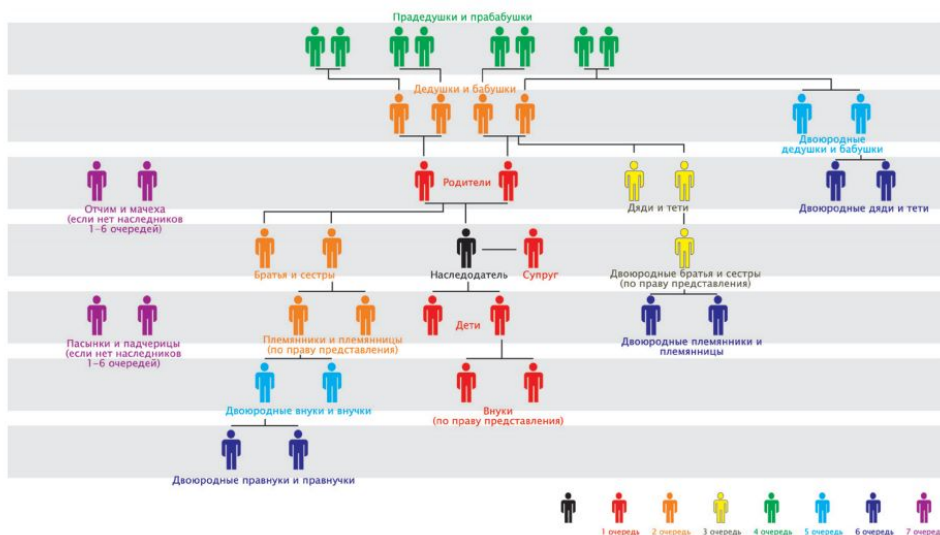 Прадедушки и прабабушки
Дедушки и бабушки
Двоюродные
дедушки и бабушки
Отчим и мачеха
(если нет наследников
1–6 очередей)
Родители
Дяди и тети
Двоюродные дяди и тети
Братья и сестры
Наследодатель
Супруг
Двоюродные братья и сестры
(по праву представления)
Пасынки и падчерицы
(если нет наследников
1–6 очередей)
Племянники и племянницы
(по праву представления)
Дети
Двоюродные племянники и
племянницы
Двоюродные внуки и внучки
Внуки
(по праву представления)
Двоюродные правнуки и правнучки
1 очередь
2 очередь
3 очередь
4 очередь
5 очередь
6 очередь
7 очередь